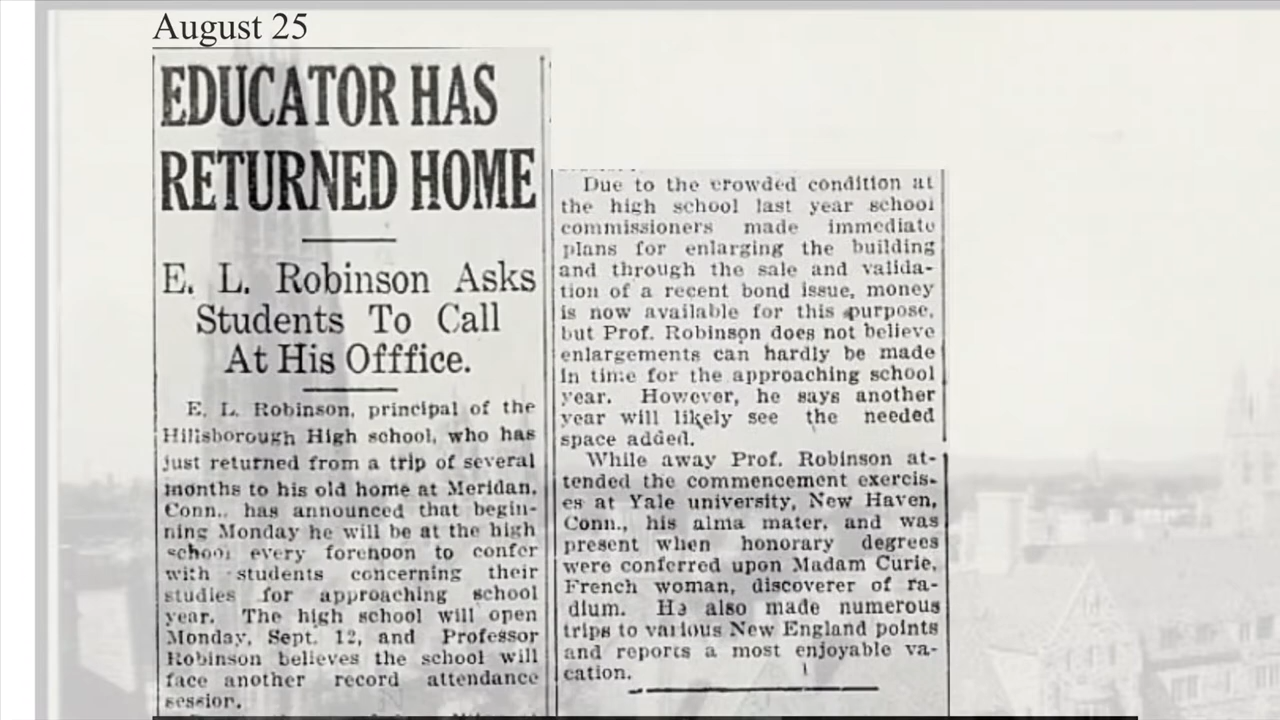 August 25
EDUCATOR HAS
RETURNED HOME
E. L. Robinson Asks
Students To Call
At His Offfice.
E. L. Robinson, principal of the
Hillsborough High school, who has
just returned from a trip of several
months to his old home at Meridan,
Conn., has announced that begin-
ning Monday he will be at the high
school every forenoon to confer
with students concerning their
studies for approaching school
year. The high school will open
Monday, Sept. 12, and Professor
Robinson believes the school will
face another record attendance
session.
Due to the crowded condition at
the high school last year school
commissioners made immediate
plans for enlarging the building
and through the sale and valida-
tion of a recent bond issue, money
is now available for this purpose,
but Prof. Robinson does not believe
enlargements can hardly be made
in time for the approaching school
year. However, he says another
year will likely see the needed
space added.
While away Prof. Robinson at-
tended the commencement exercis-
es at Yale university, New Haven,
Conn., his alma mater, and was
present when honorary degrees
were conferred upon Madam Curie,
French woman, discoverer of ra-
dium. He also made numerous
trips to various New England points
and reports a most enjoyable va-
cation.